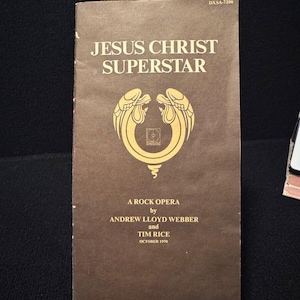 DXSA-7206
JESUS CHRIST
SUPERSTAR
A ROCK OPERA
by
ANDREW LLOYD WEBBER
and
TIM RICE
OCTOBER 1970